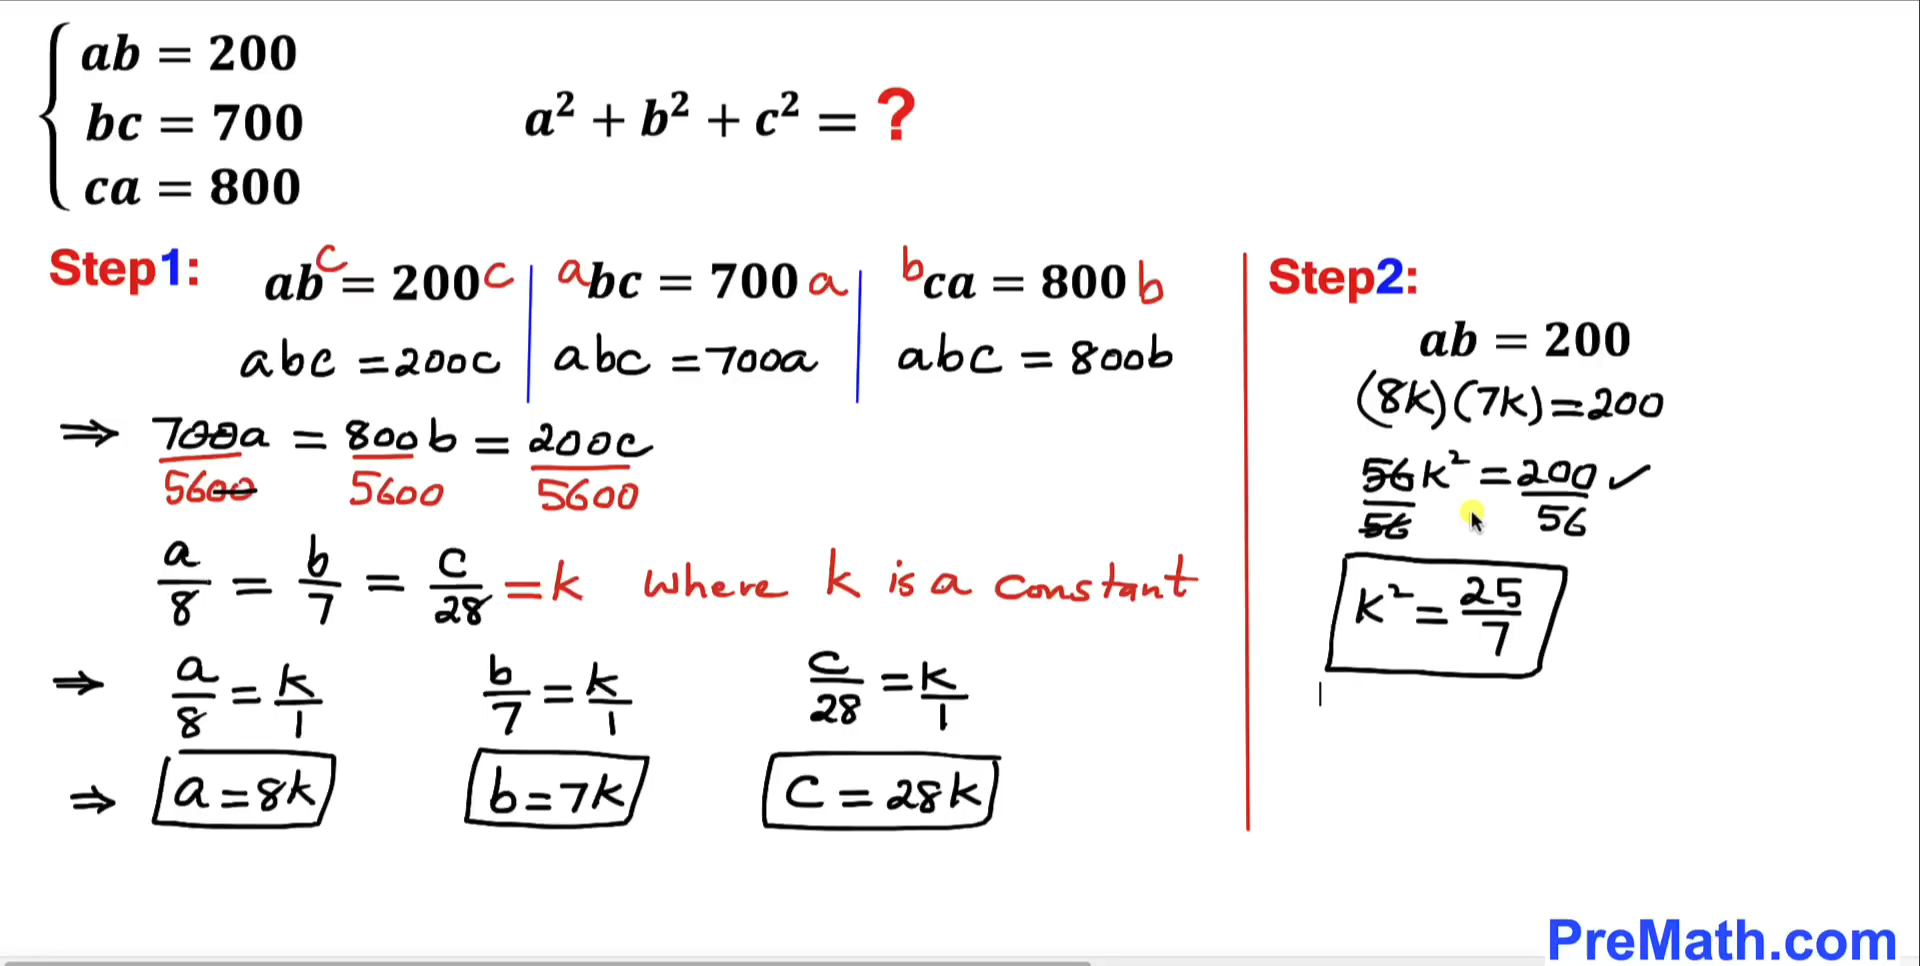 ab = 200
bc = 700
ca = 800
a² + b² + c² = ?
Step1:
abc = 200c
abc = 700a
bca = 800b
abc = 200c
abc = 700a
abc = 800b
⇒ 700a/5600 = 800b/5600 = 200c/5600
a/8 = b/7 = c/28 = k where k is a constant
⇒ a/8 = k/1 b/7 = k/1 c/28 = k/1
⇒ a = 8k b = 7k c = 28k
Step2:
ab = 200
(8k)(7k) = 200
56k²/56 = 200/56 ✓
k² = 25/7
PreMath.com